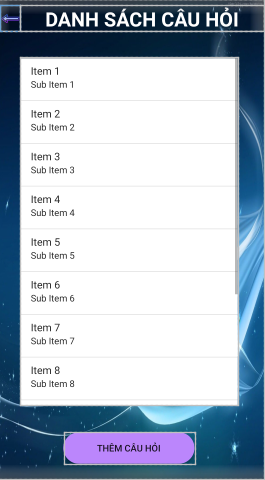 DANH SÁCH CÂU HỎI
Item 1
Sub Item 1
Item 2
Sub Item 2
Item 3
Sub Item 3
Item 4
Sub Item 4
Item 5
Sub Item 5
Item 6
Sub Item 6
Item 7
Sub Item 7
Item 8
Sub Item 8
THÊM CÂU HỎI